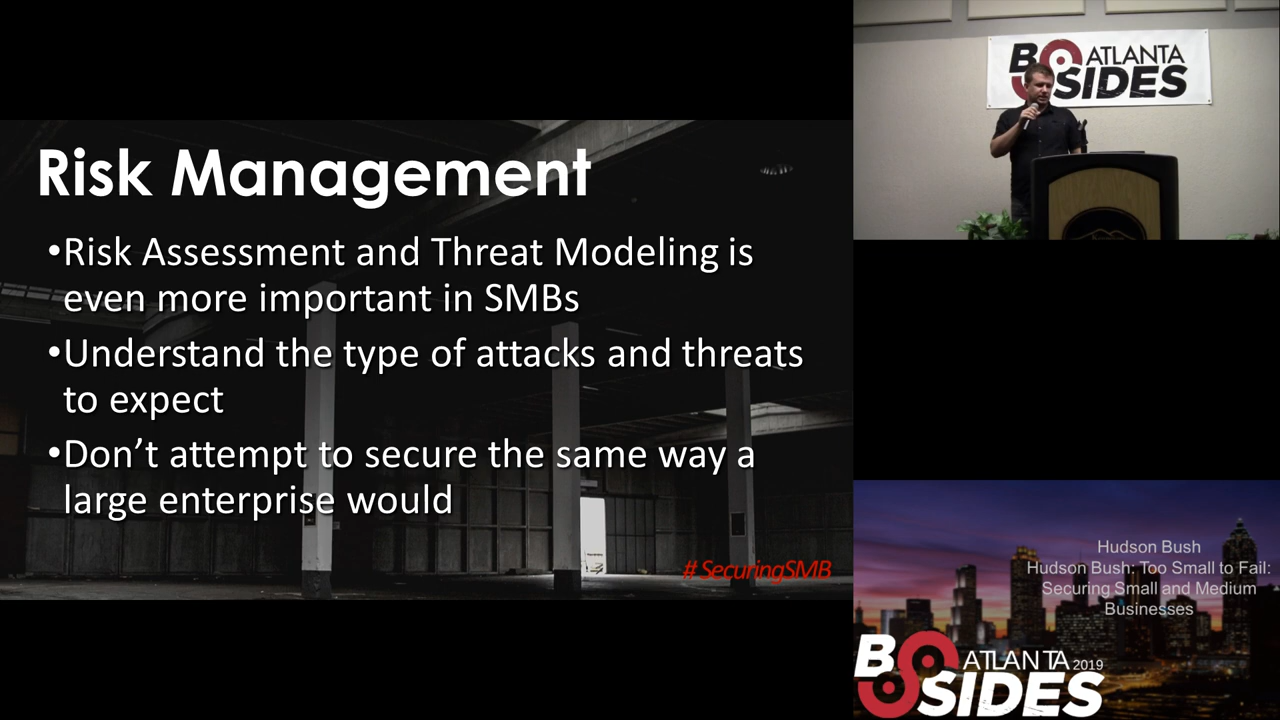 Risk Management
•Risk Assessment and Threat Modeling is
even more important in SMBs
•Understand the type of attacks and threats
to expect
•Don’t attempt to secure the same way a
large enterprise would
#SecuringSMB
BSIDES ATLANTA
Hudson Bush
Hudson Bush: Too Small to Fail:
Securing Small and Medium
Businesses
BSIDES ATLANTA 2019